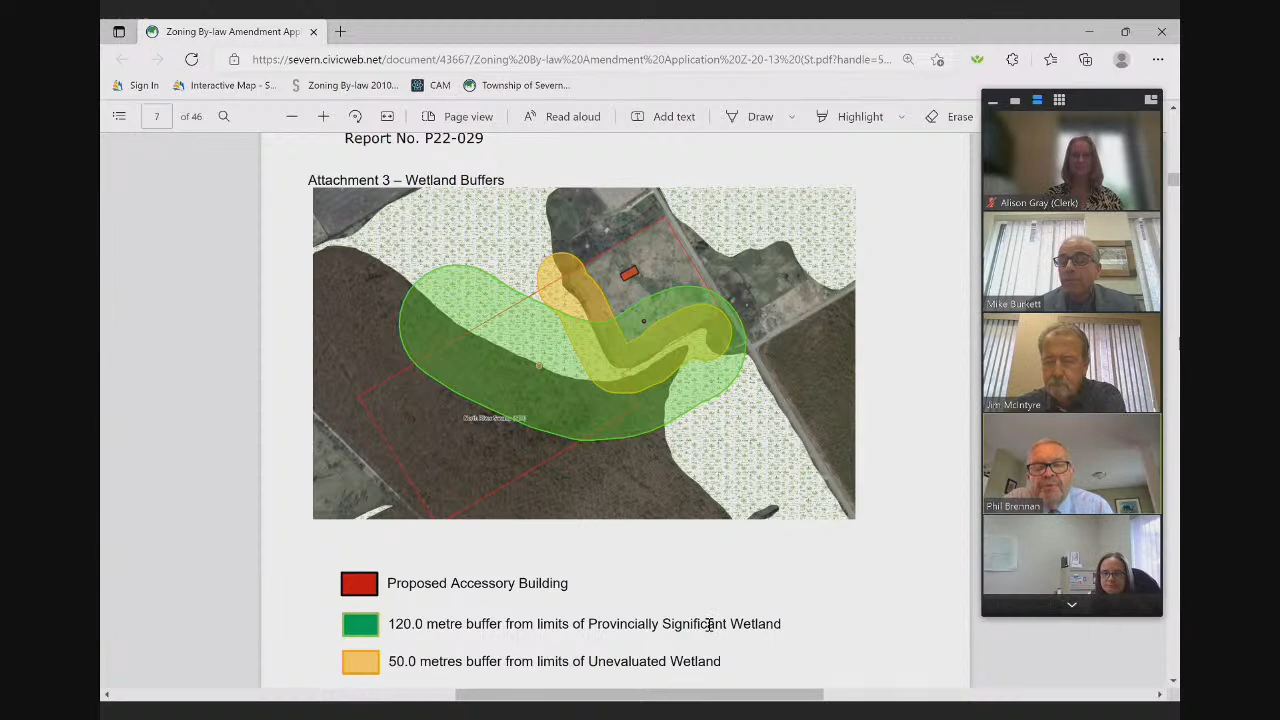 Zoning By-law Amendment App
https://severn.civicweb.net/document/43667/Zoning%20By-law%20Amendment%20Application%20Z-20-13%20(St.pdf?handle=5...
Sign In
Interactive Map - S...
Zoning By-law 2010...
CAM
Township of Severn...
7 of 46
Page view
Read aloud
Add text
Draw
Highlight
Erase
Report No. P22-029
Attachment 3 – Wetland Buffers
Alison Gray (Clerk)
Mike Burkett
Jim McIntyre
Phil Brennan
Proposed Accessory Building
120.0 metre buffer from limits of Provincially Significant Wetland
50.0 metres buffer from limits of Unevaluated Wetland